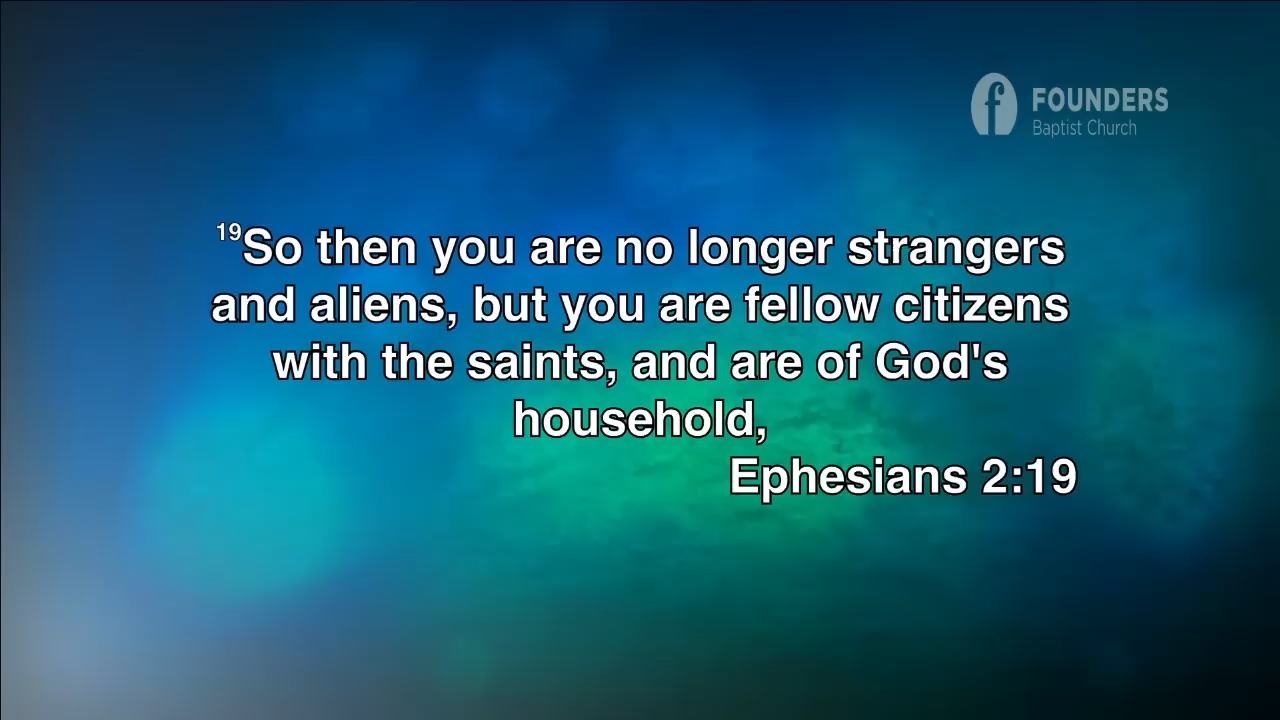 FOUNDERS
Baptist Church
19So then you are no longer strangers
and aliens, but you are fellow citizens
with the saints, and are of God's
household,
Ephesians 2:19